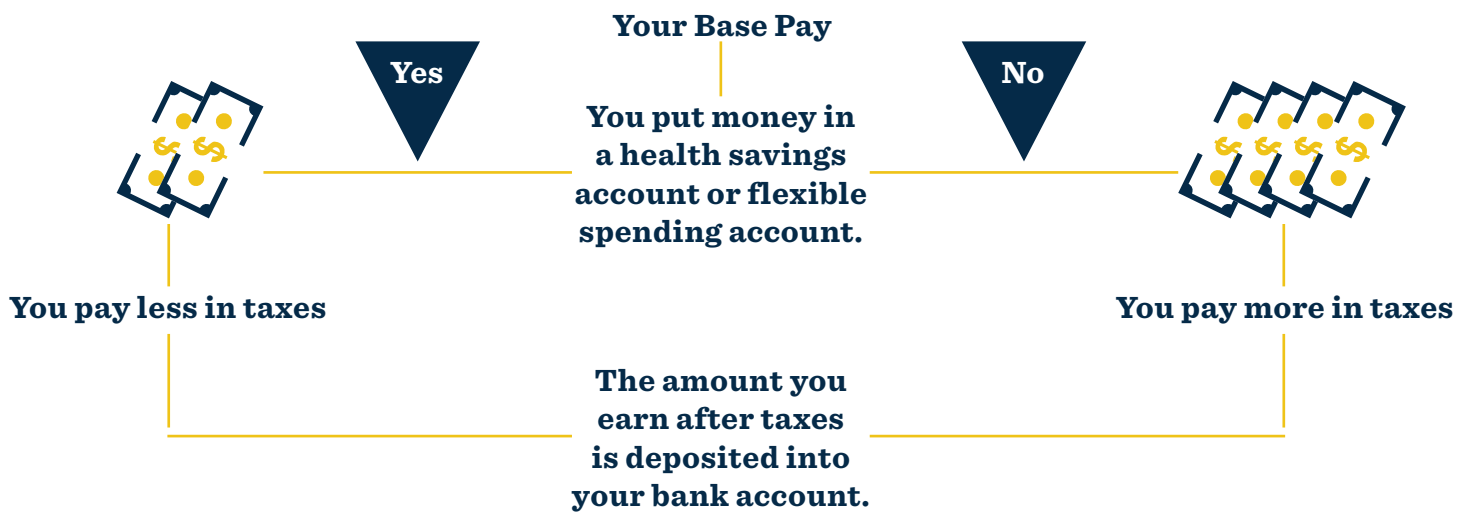 Your Base Pay
Yes
No
You put money in
a health savings
account or flexible
spending account.
You pay less in taxes
You pay more in taxes
The amount you
earn after taxes
is deposited into
your bank account.